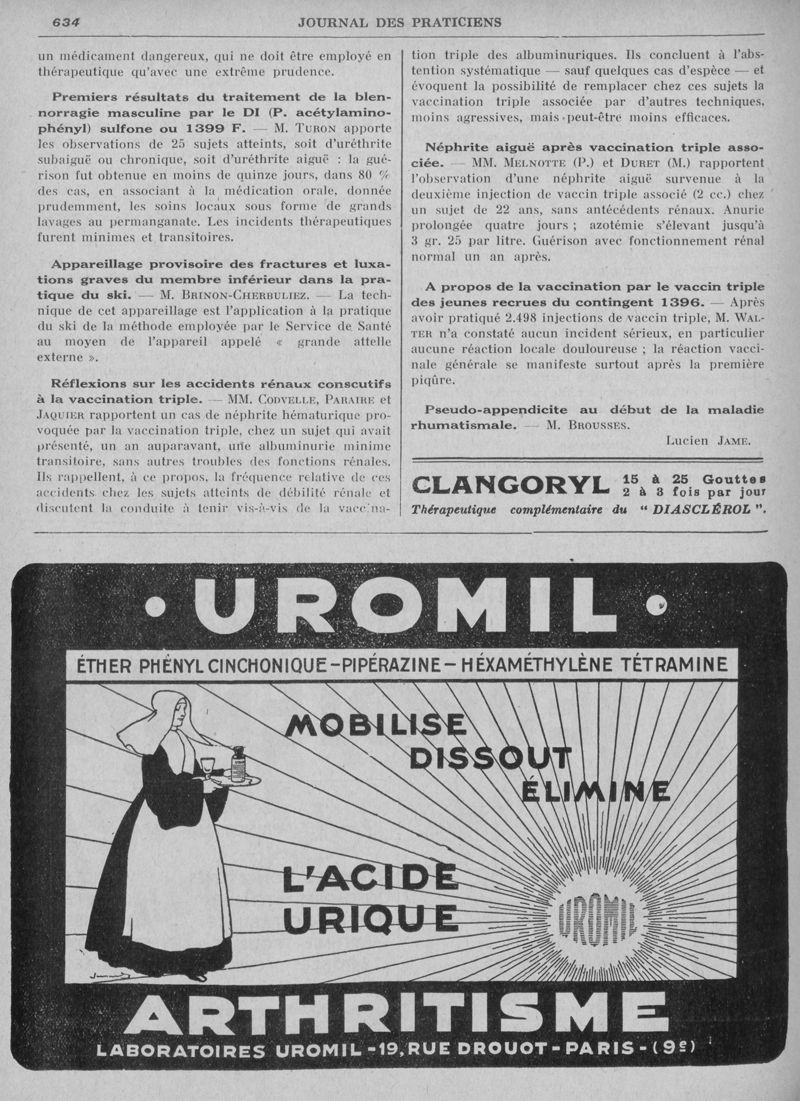 634
JOURNAL DES PRATICIENS
un médicament dangereux, qui ne doit être employé en
thérapeutique qu'avec une extrême prudence.
Premiers résultats du traitement de la blen-
norragie masculine par le DI (P. acétylamino-
phényl) sulfone ou 1399 F. — M. TURON apporte
les observations de 25 sujets atteints, soit d'uréthrite
subaiguë ou chronique, soit d'uréthrite aiguë : la gué-
rison fut obtenue en moins de quinze jours, dans 80 %
des cas, en associant à la médication orale, donnée
prudemment, les soins locaux sous forme de grands
lavages au permanganate. Les incidents thérapeutiques
furent minimes et transitoires.
Appareillage provisoire des fractures et luxa-
tions graves du membre inférieur dans la pra-
tique du ski. — M. BRINON-CHERBULIEZ. — La tech-
nique de cet appareillage est l'application à la pratique
du ski de la méthode employée par le Service de Santé
au moyen de l'appareil appelé « grande attelle
externe ».
Réflexions sur les accidents rénaux conscutifs
à la vaccination triple. — MM. CODVELLE, PARAIRE et
JAQUIER rapportent un cas de néphrite hématurique pro-
voquée par la vaccination triple, chez un sujet qui avait
présenté, un an auparavant, une albuminurie minime
transitoire, sans autres troubles des fonctions rénales.
Ils rappellent, à ce propos, la fréquence relative de ces
accidents chez les sujets atteints de débilité rénale et
discutent la conduite à tenir vis-à-vis de la vaccina-
tion triple des albuminuriques. Ils concluent à l'abs-
tention systématique — sauf quelques cas d'espèce — et
évoquent la possibilité de remplacer chez ces sujets la
vaccination triple associée par d'autres techniques,
moins agressives, mais peut-être moins efficaces.
Néphrite aiguë après vaccination triple asso-
ciée. — MM. MELNOTTE (P.) et DURET (M.) rapportent
l'observation d'une néphrite aiguë survenue à la
deuxième injection de vaccin triple associé (2 cc.) chez
un sujet de 22 ans, sans antécédents rénaux. Anurie
prolongée quatre jours ; azotémie s'élevant jusqu'à
3 gr. 25 par litre. Guérison avec fonctionnement rénal
normal un an après.
A propos de la vaccination par le vaccin triple
des jeunes recrues du contingent 1396. — Après
avoir pratiqué 2.498 injections de vaccin triple, M. WAL-
TER n'a constaté aucun incident sérieux, en particulier
aucune réaction locale douloureuse ; la réaction vacci-
nale générale se manifeste surtout après la première
piqûre.
Pseudo-appendicite au début de la maladie
rhumatismale. — M. BROUSSES.
Lucien JAME.
CLANGORYL 15 à 25 Gouttes
2 à 3 fois par jour
Thérapeutique complémentaire du “ DIASCLÉROL ”.
• UROMIL •
ÉTHER PHÉNYL CINCHONIQUE - PIPÉRAZINE - HÉXAMÉTHYLÈNE TÉTRAMINE
MOBILISE
DISSOUT
ÉLIMINE
L'ACIDE
URIQUE
UROMIL
ARTHRITISME
LABORATOIRES UROMIL - 19, RUE DROUOT - PARIS - (9e)